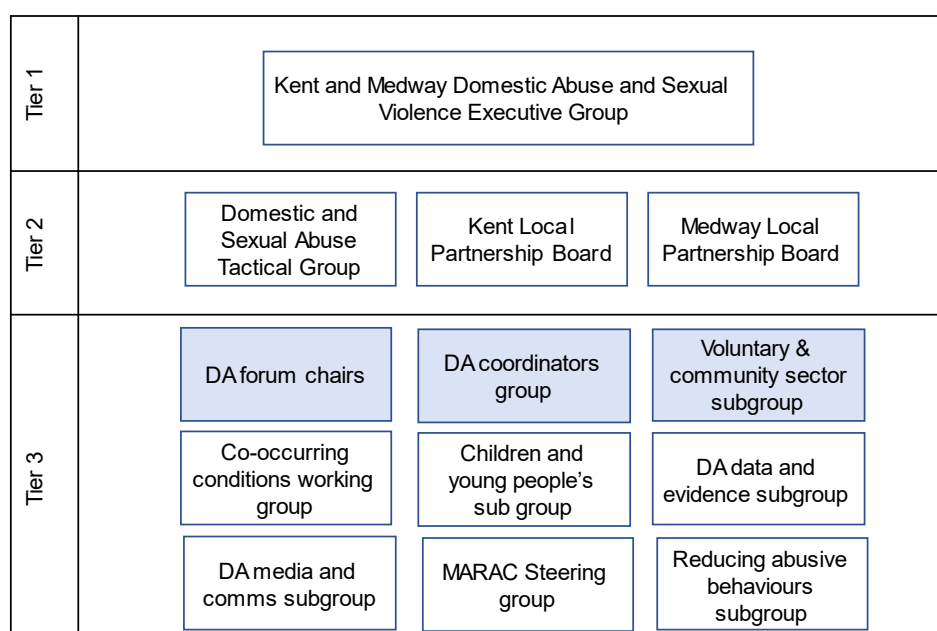 Tier 1
Kent and Medway Domestic Abuse and Sexual
Violence Executive Group
Tier 2
Domestic and
Sexual Abuse
Tactical Group
Kent Local
Partnership Board
Medway Local
Partnership Board
Tier 3
DA forum chairs
DA coordinators
group
Voluntary &
community sector
subgroup
Co-occurring
conditions working
group
Children and
young people’s
sub group
DA data and
evidence subgroup
DA media and
comms subgroup
MARAC Steering
group
Reducing abusive
behaviours
subgroup